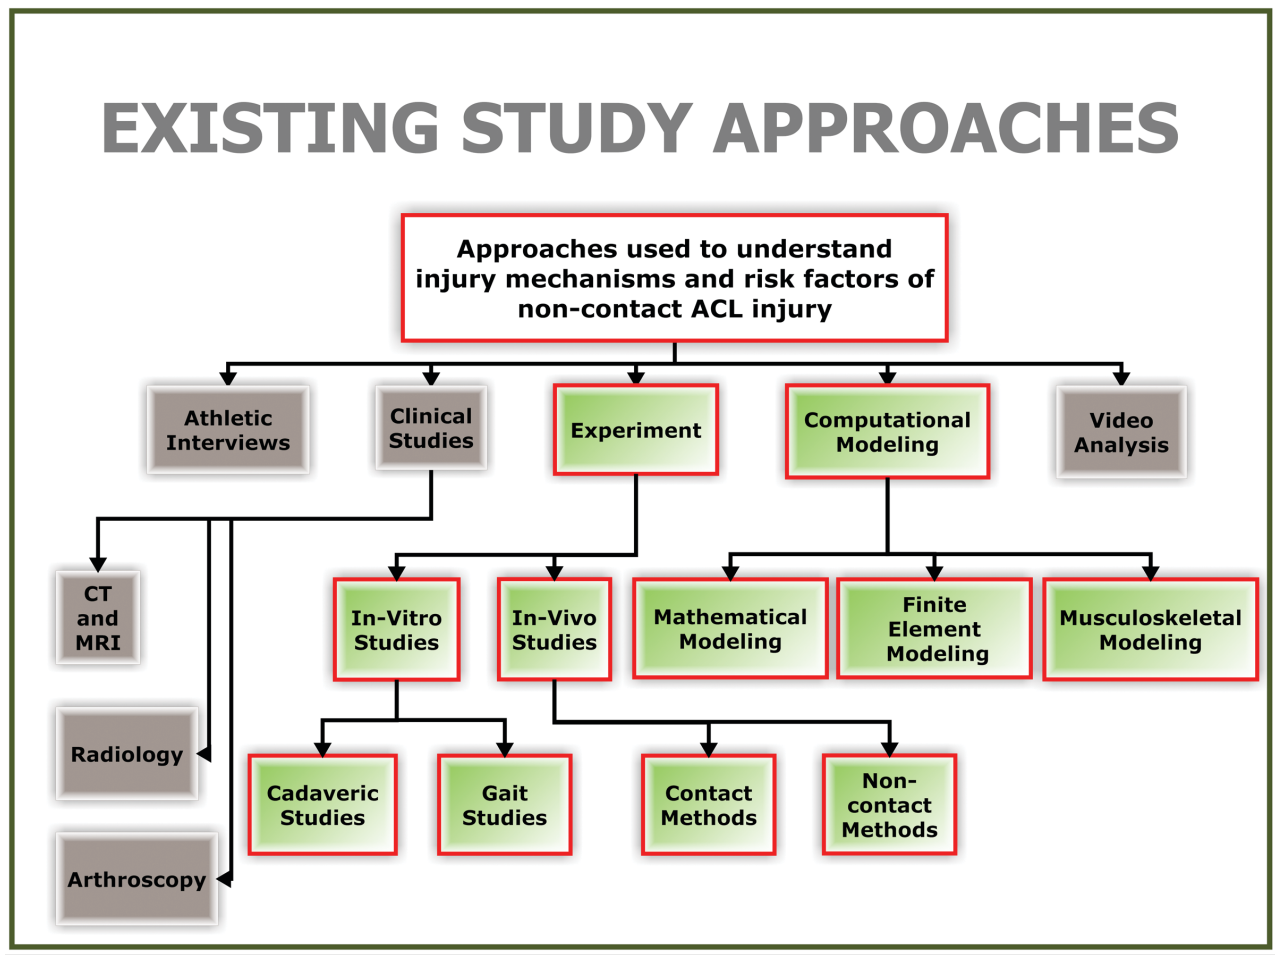 EXISTING STUDY APPROACHES
Approaches used to understand
injury mechanisms and risk factors of
non-contact ACL injury
Athletic
Interviews
Clinical
Studies
Experiment
Computational
Modeling
Video
Analysis
CT
and
MRI
In-Vitro
Studies
In-Vivo
Studies
Mathematical
Modeling
Finite
Element
Modeling
Musculoskeletal
Modeling
Radiology
Cadaveric
Studies
Gait
Studies
Contact
Methods
Non-
contact
Methods
Arthroscopy